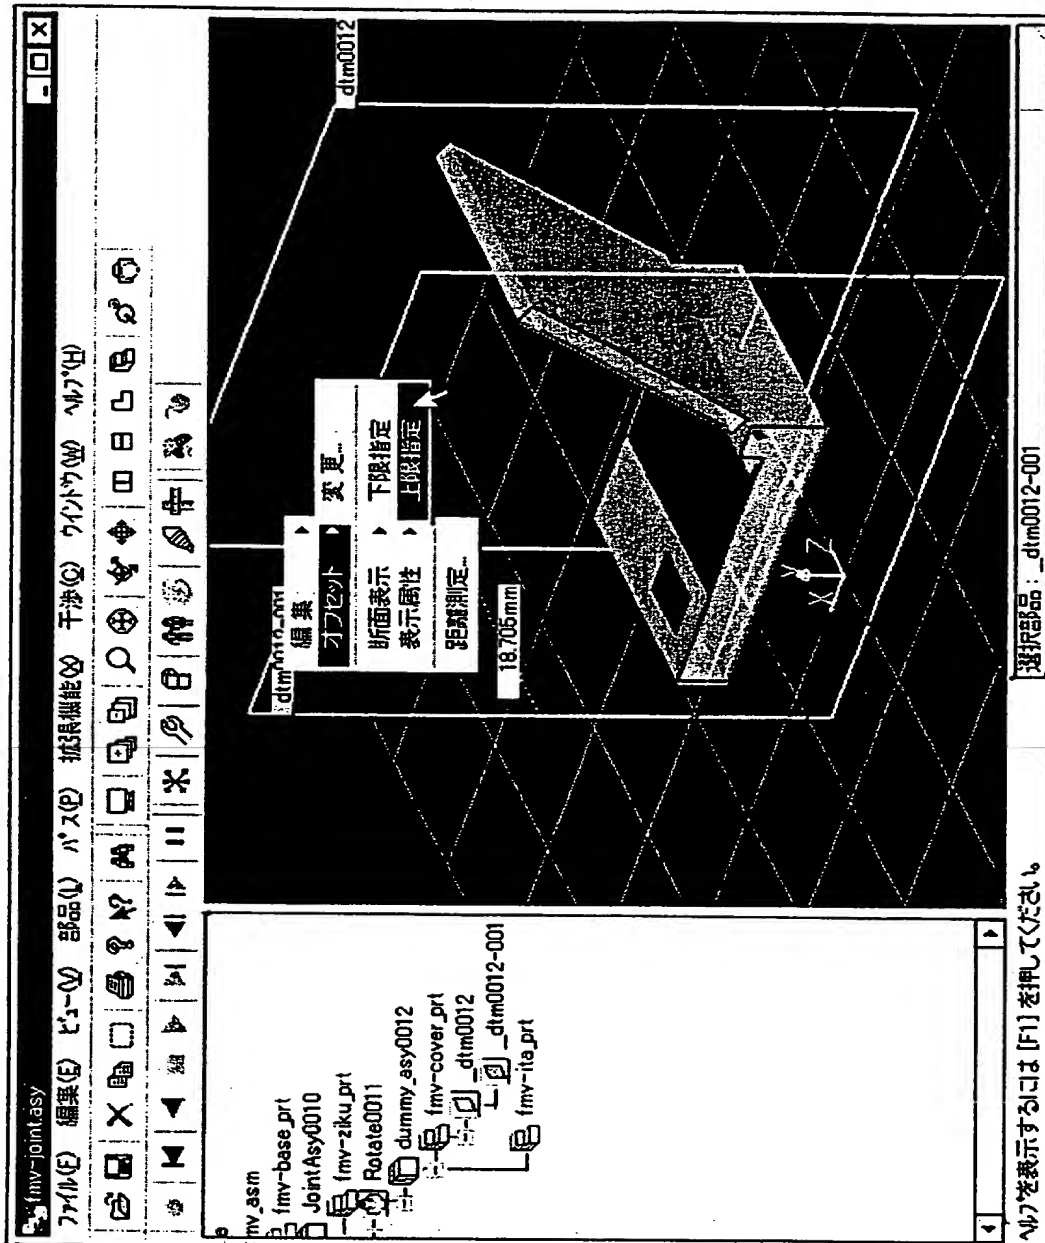 fmv-joint.asy
ファイル(F) 編集(E) ビュー(V) 部品(L) パス(P) 拡張機能(X) 干渉(C) ウィンドウ(W) ヘルプ(H)
my_asm
fmv-base_prt
JointAsy0010
fmv-ziku_prt
Rotate0011
dummy_asy0012
fmv-cover_prt
_dtm0012
_dtm0012-001
fmv-ita_prt
dtm0012-001
dtm0012
編集
オフセット
断面表示
表示属性
距離測定...
変更...
下限指定
上限指定
18.705mm
X Y Z
ヘルプを表示するには [F1] を押してください。
選択部品: _dtm0012-001